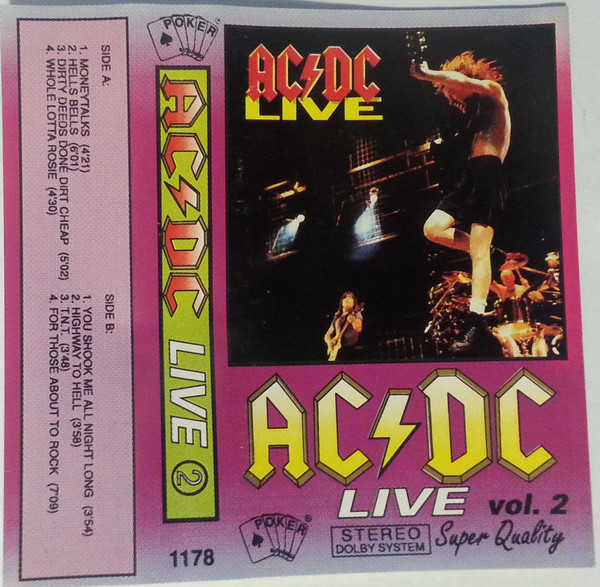 SIDE A:
1. MONEYTALKS (4'21)
2. HELLS BELLS (6'01)
3. DIRTY DEEDS DONE DIRT CHEAP (5'02)
4. WHOLE LOTTA ROSIE (4'30)
SIDE B:
1. YOU SHOOK ME ALL NIGHT LONG (3'54)
2. HIGHWAY TO HELL (3'58)
3. T.N.T. (3'48)
4. FOR THOSE ABOUT TO ROCK (7'09)
POKER®
AC⚡DC LIVE 2
1178
AC⚡DC
LIVE
AC⚡DC
LIVE vol. 2
POKER®
STEREO
DOLBY SYSTEM
Super Quality